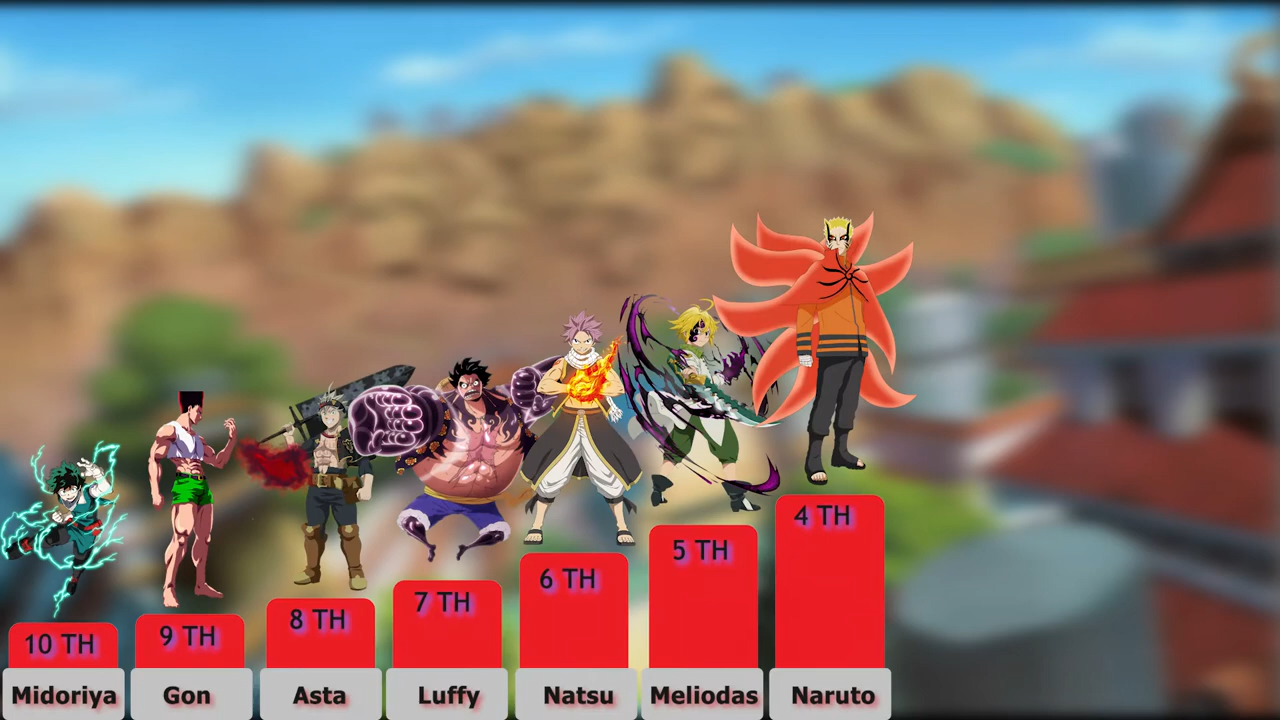 4 TH
5 TH
6 TH
7 TH
8 TH
9 TH
10 TH
Midoriya
Gon
Asta
Luffy
Natsu
Meliodas
Naruto